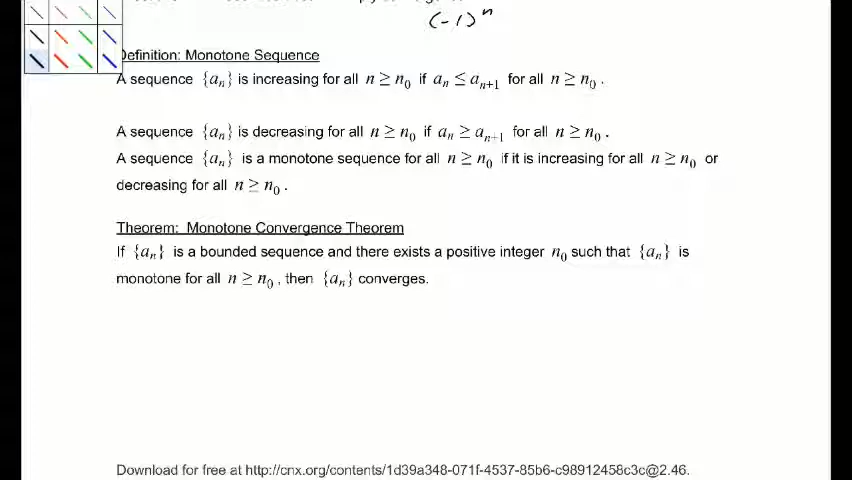 (-1)ⁿ
Definition: Monotone Sequence
A sequence {aₙ} is increasing for all n ≥ n₀ if aₙ ≤ aₙ₊₁ for all n ≥ n₀ .
A sequence {aₙ} is decreasing for all n ≥ n₀ if aₙ ≥ aₙ₊₁ for all n ≥ n₀ .
A sequence {aₙ} is a monotone sequence for all n ≥ n₀ if it is increasing for all n ≥ n₀ or
decreasing for all n ≥ n₀ .
Theorem: Monotone Convergence Theorem
If {aₙ} is a bounded sequence and there exists a positive integer n₀ such that {aₙ} is
monotone for all n ≥ n₀ , then {aₙ} converges.
Download for free at http://cnx.org/contents/1d39a348-071f-4537-85b6-c98912458c3c@2.46.